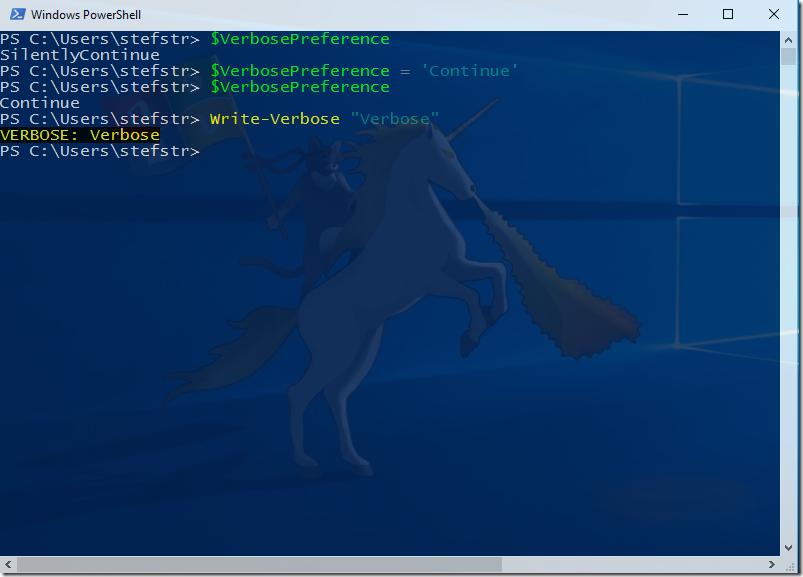 Windows PowerShell
PS C:\Users\stefstr> $VerbosePreference
SilentlyContinue
PS C:\Users\stefstr> $VerbosePreference = 'Continue'
PS C:\Users\stefstr> $VerbosePreference
Continue
PS C:\Users\stefstr> Write-Verbose "Verbose"
VERBOSE: Verbose
PS C:\Users\stefstr>